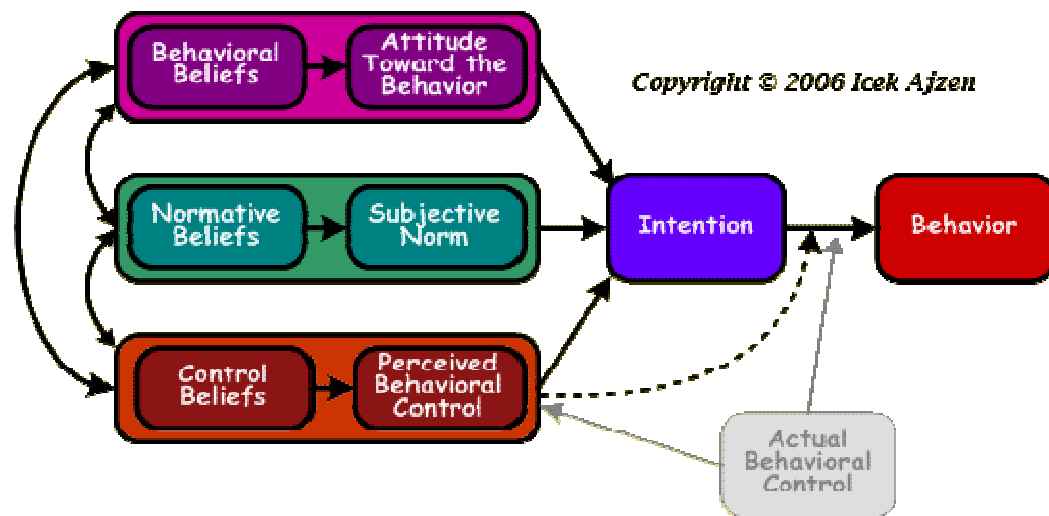 Behavioral
Beliefs
Attitude
Toward the
Behavior
Copyright © 2006 Icek Ajzen
Normative
Beliefs
Subjective
Norm
Intention
Behavior
Control
Beliefs
Perceived
Behavioral
Control
Actual
Behavioral
Control